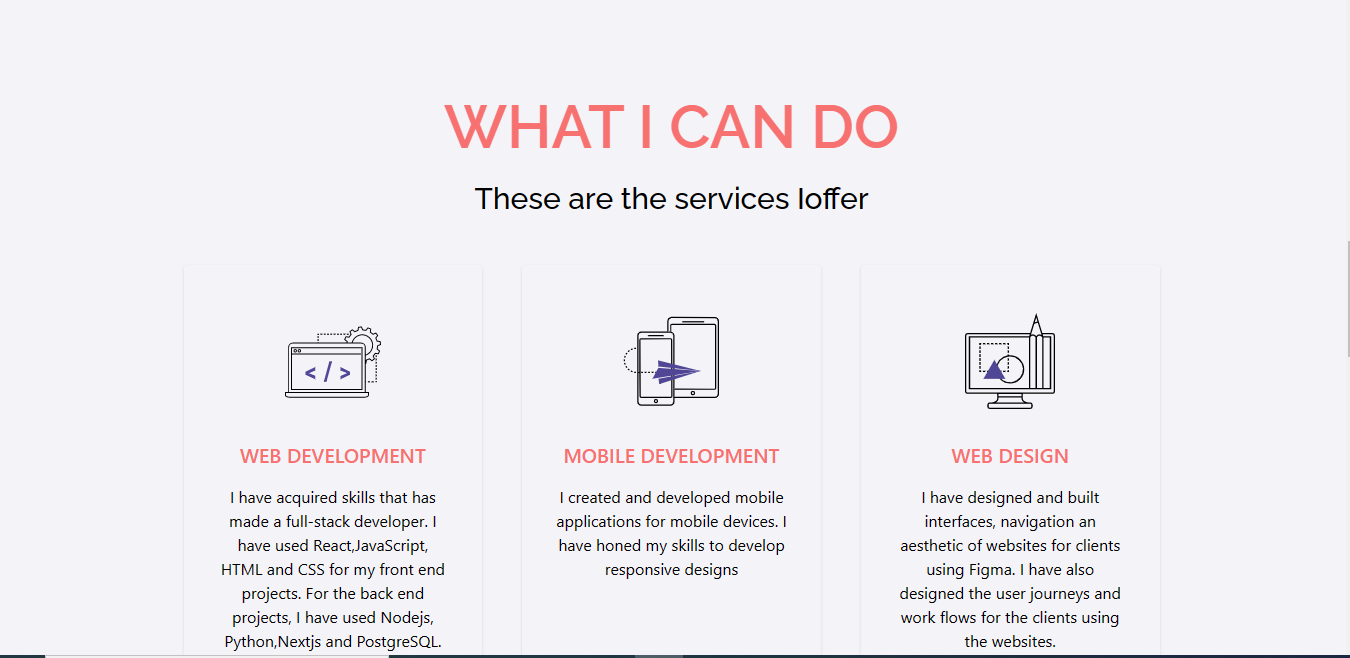 WHAT I CAN DO
These are the services Ioffer
</>
WEB DEVELOPMENT
I have acquired skills that has
made a full-stack developer. I
have used React,JavaScript,
HTML and CSS for my front end
projects. For the back end
projects, I have used Nodejs,
Python,Nextjs and PostgreSQL.
MOBILE DEVELOPMENT
I created and developed mobile
applications for mobile devices. I
have honed my skills to develop
responsive designs
WEB DESIGN
I have designed and built
interfaces, navigation an
aesthetic of websites for clients
using Figma. I have also
designed the user journeys and
work flows for the clients using
the websites.